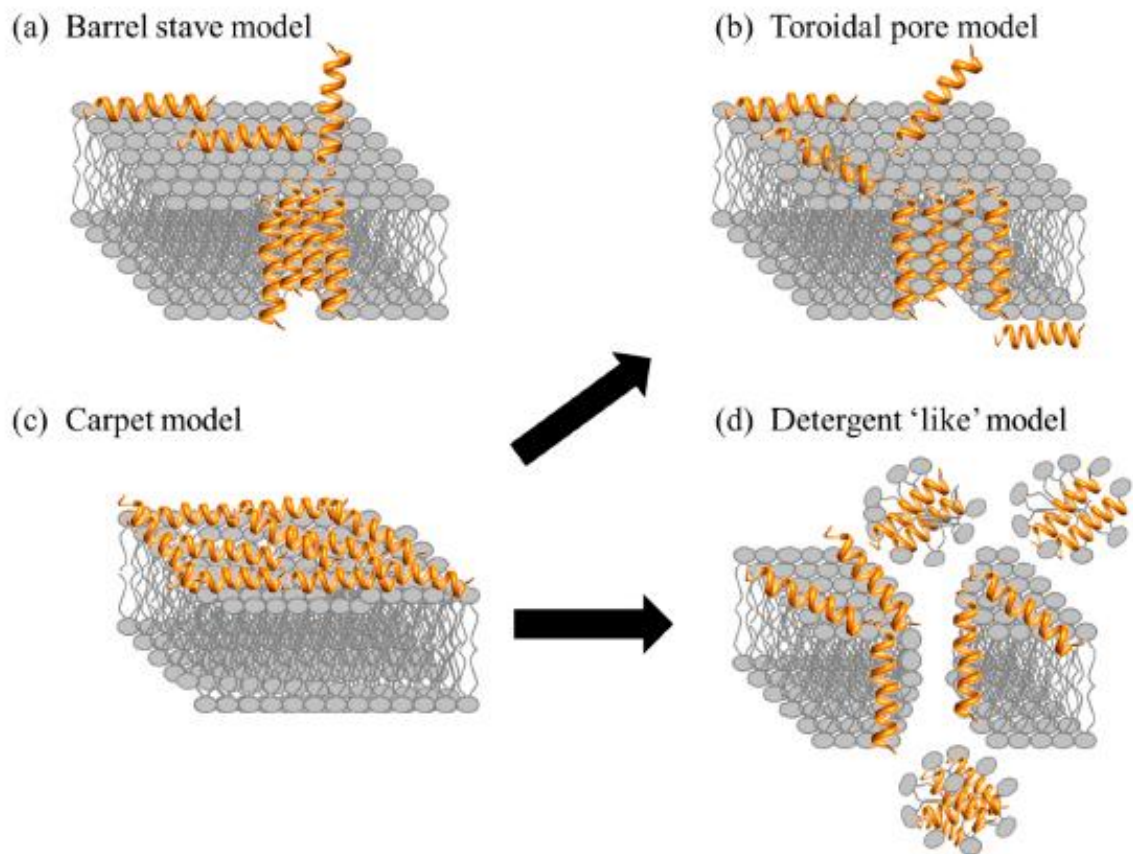 (a) Barrel stave model
(b) Toroidal pore model
(c) Carpet model
(d) Detergent ‘like’ model